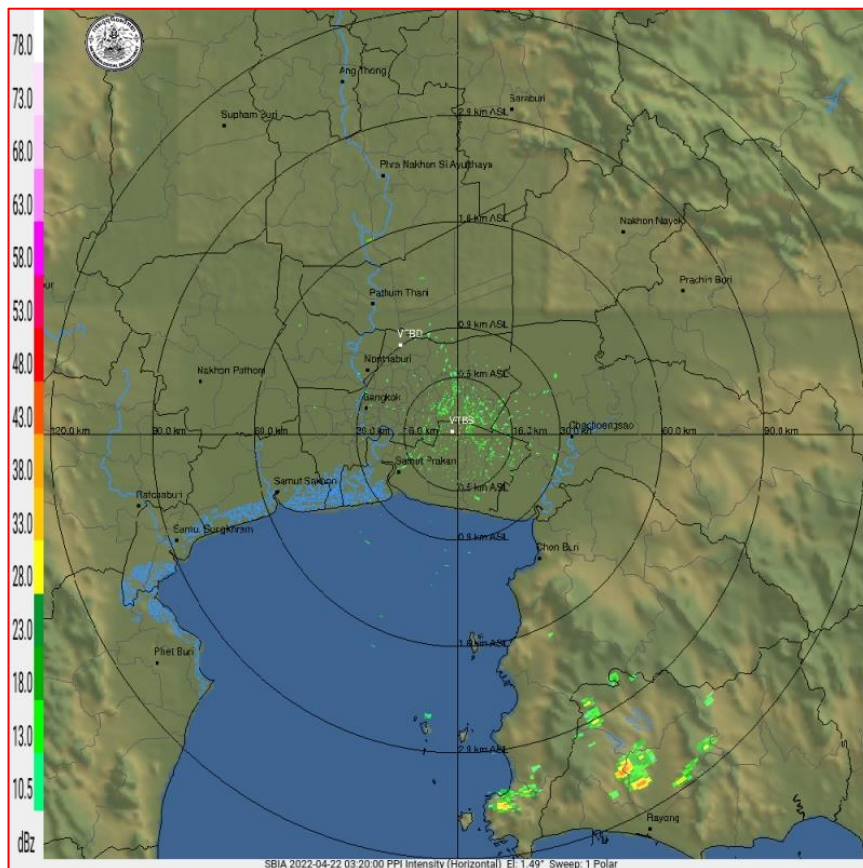 78.0
73.0
68.0
63.0
58.0
53.0
48.0
43.0
38.0
33.0
28.0
23.0
18.0
13.0
10.5
dBz
Ang Thong
Saraburi
2.9 km ASL
Supham Buri
Phra Nakhon Si Ayutthaya
1.8 km ASL
Nakhon Nayok
Prachin Buri
Pathum Thani
0.9 km ASL
VTBD
Nonthaburi
0.5 km ASL
Nakhon Pathom
Bangkok
VTBS
Chachoengsao
120.0 km
90.0 km
60.0 km
30.0 km
16.2 km
30.0 km
60.0 km
90.0 km
Samut Prakan
0.5 km ASL
Samut Sakhon
Ratchaburi
Samut Songkhram
0.9 km ASL
Chon Buri
1.8 km ASL
Phet Buri
2.9 km ASL
Rayong
SBIA 2022-04-22 03:20:00 PPI Intensity (Horizontal) El: 1.49° Sweep: 1 Polar